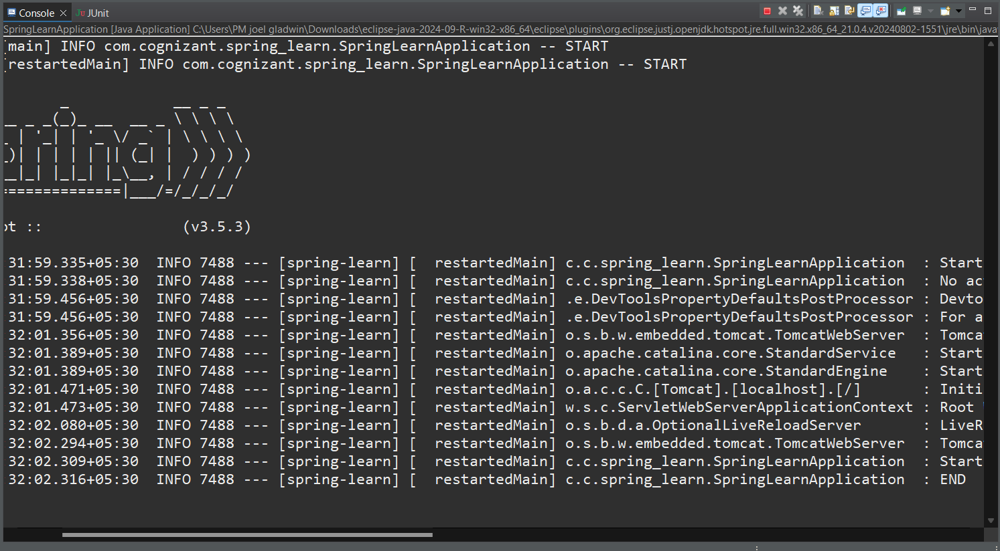 Console JUnit
SpringLearnApplication [Java Application] C:\Users\PM joel gladwin\Downloads\eclipse-java-2024-09-R-win32-x86_64\eclipse\plugins\org.eclipse.justj.openjdk.hotspot.jre.full.win32.x86_64_21.0.4.v20240802-1551\jre\bin\java
[main] INFO com.cognizant.spring_learn.SpringLearnApplication -- START
[restartedMain] INFO com.cognizant.spring_learn.SpringLearnApplication -- START
ot :: (v3.5.3)
31:59.335+05:30 INFO 7488 --- [spring-learn] [ restartedMain] c.c.spring_learn.SpringLearnApplication : Start
31:59.338+05:30 INFO 7488 --- [spring-learn] [ restartedMain] c.c.spring_learn.SpringLearnApplication : No ac
31:59.456+05:30 INFO 7488 --- [spring-learn] [ restartedMain] .e.DevToolsPropertyDefaultsPostProcessor : Devto
31:59.456+05:30 INFO 7488 --- [spring-learn] [ restartedMain] .e.DevToolsPropertyDefaultsPostProcessor : For a
32:01.356+05:30 INFO 7488 --- [spring-learn] [ restartedMain] o.s.b.w.embedded.tomcat.TomcatWebServer : Tomca
32:01.389+05:30 INFO 7488 --- [spring-learn] [ restartedMain] o.apache.catalina.core.StandardService : Start
32:01.389+05:30 INFO 7488 --- [spring-learn] [ restartedMain] o.apache.catalina.core.StandardEngine : Start
32:01.471+05:30 INFO 7488 --- [spring-learn] [ restartedMain] o.a.c.c.C.[Tomcat].[localhost].[/] : Initi
32:01.473+05:30 INFO 7488 --- [spring-learn] [ restartedMain] w.s.c.ServletWebServerApplicationContext : Root
32:02.080+05:30 INFO 7488 --- [spring-learn] [ restartedMain] o.s.b.d.a.OptionalLiveReloadServer : LiveR
32:02.294+05:30 INFO 7488 --- [spring-learn] [ restartedMain] o.s.b.w.embedded.tomcat.TomcatWebServer : Tomca
32:02.309+05:30 INFO 7488 --- [spring-learn] [ restartedMain] c.c.spring_learn.SpringLearnApplication : Start
32:02.316+05:30 INFO 7488 --- [spring-learn] [ restartedMain] c.c.spring_learn.SpringLearnApplication : END